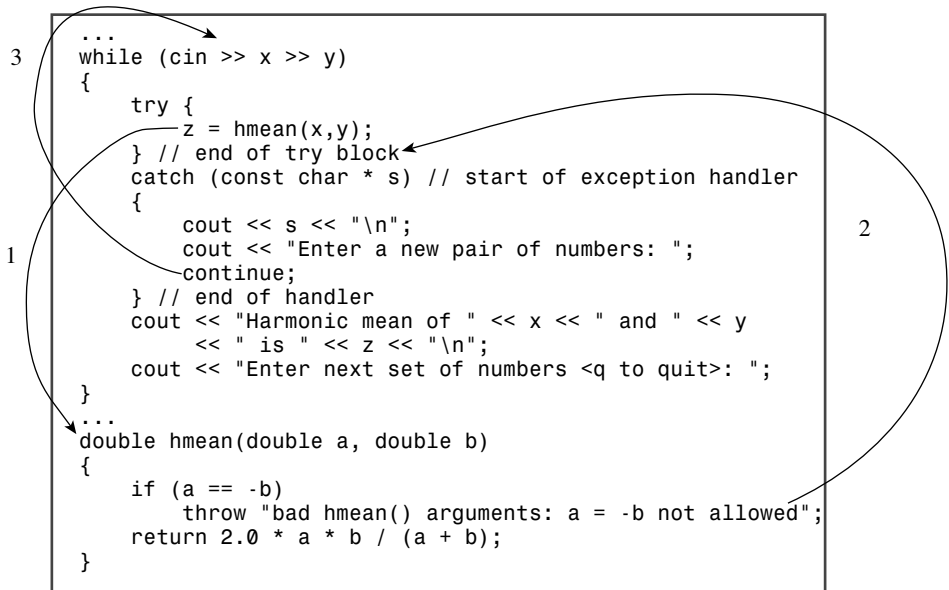 ...
while (cin >> x >> y)
{
    try {
        z = hmean(x,y);
    } // end of try block
    catch (const char * s) // start of exception handler
    {
        cout << s << "\n";
        cout << "Enter a new pair of numbers: ";
        continue;
    } // end of handler
    cout << "Harmonic mean of " << x << " and " << y
         << " is " << z << "\n";
    cout << "Enter next set of numbers <q to quit>: ";
}
...
double hmean(double a, double b)
{
    if (a == -b)
        throw "bad hmean() arguments: a = -b not allowed";
    return 2.0 * a * b / (a + b);
}
3
1
2